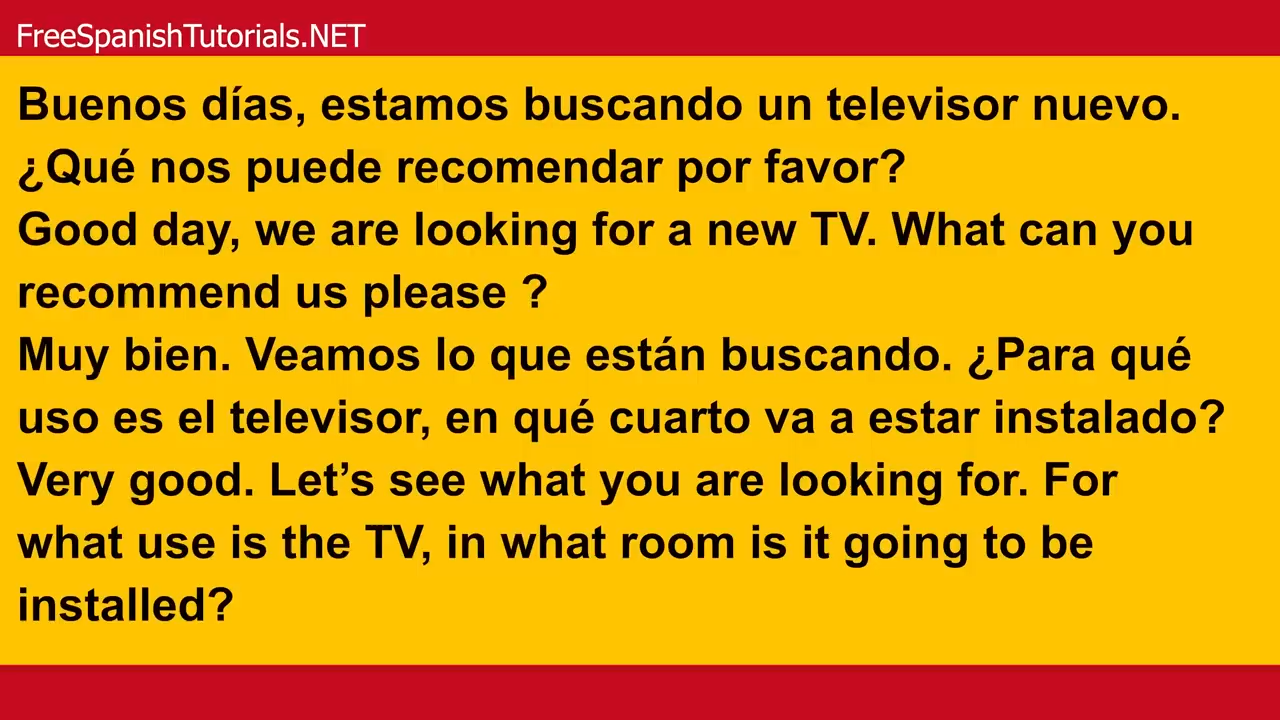 FreeSpanishTutorials.NET
Buenos días, estamos buscando un televisor nuevo.
¿Qué nos puede recomendar por favor?
Good day, we are looking for a new TV. What can you
recommend us please ?
Muy bien. Veamos lo que están buscando. ¿Para qué
uso es el televisor, en qué cuarto va a estar instalado?
Very good. Let’s see what you are looking for. For
what use is the TV, in what room is it going to be
installed?